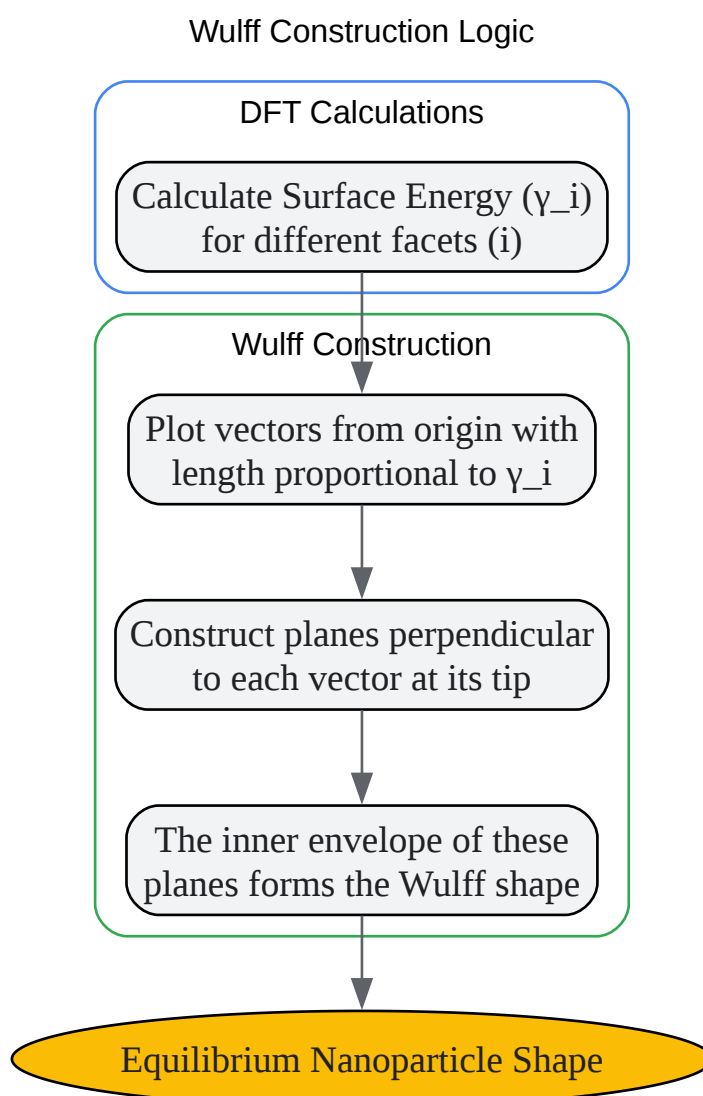 Wulff Construction Logic
DFT Calculations
Calculate Surface Energy (γ_i)
for different facets (i)
Wulff Construction
Plot vectors from origin with
length proportional to γ_i
Construct planes perpendicular
to each vector at its tip
The inner envelope of these
planes forms the Wulff shape
Equilibrium Nanoparticle Shape